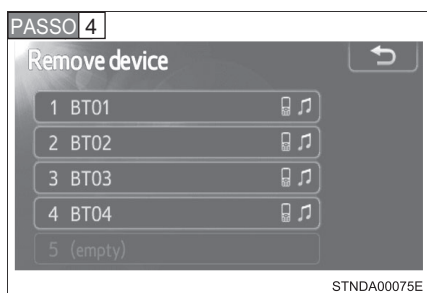 PASSO 4
Remove device
1 BT01
2 BT02
3 BT03
4 BT04
5 (empty)
STNDA00075E